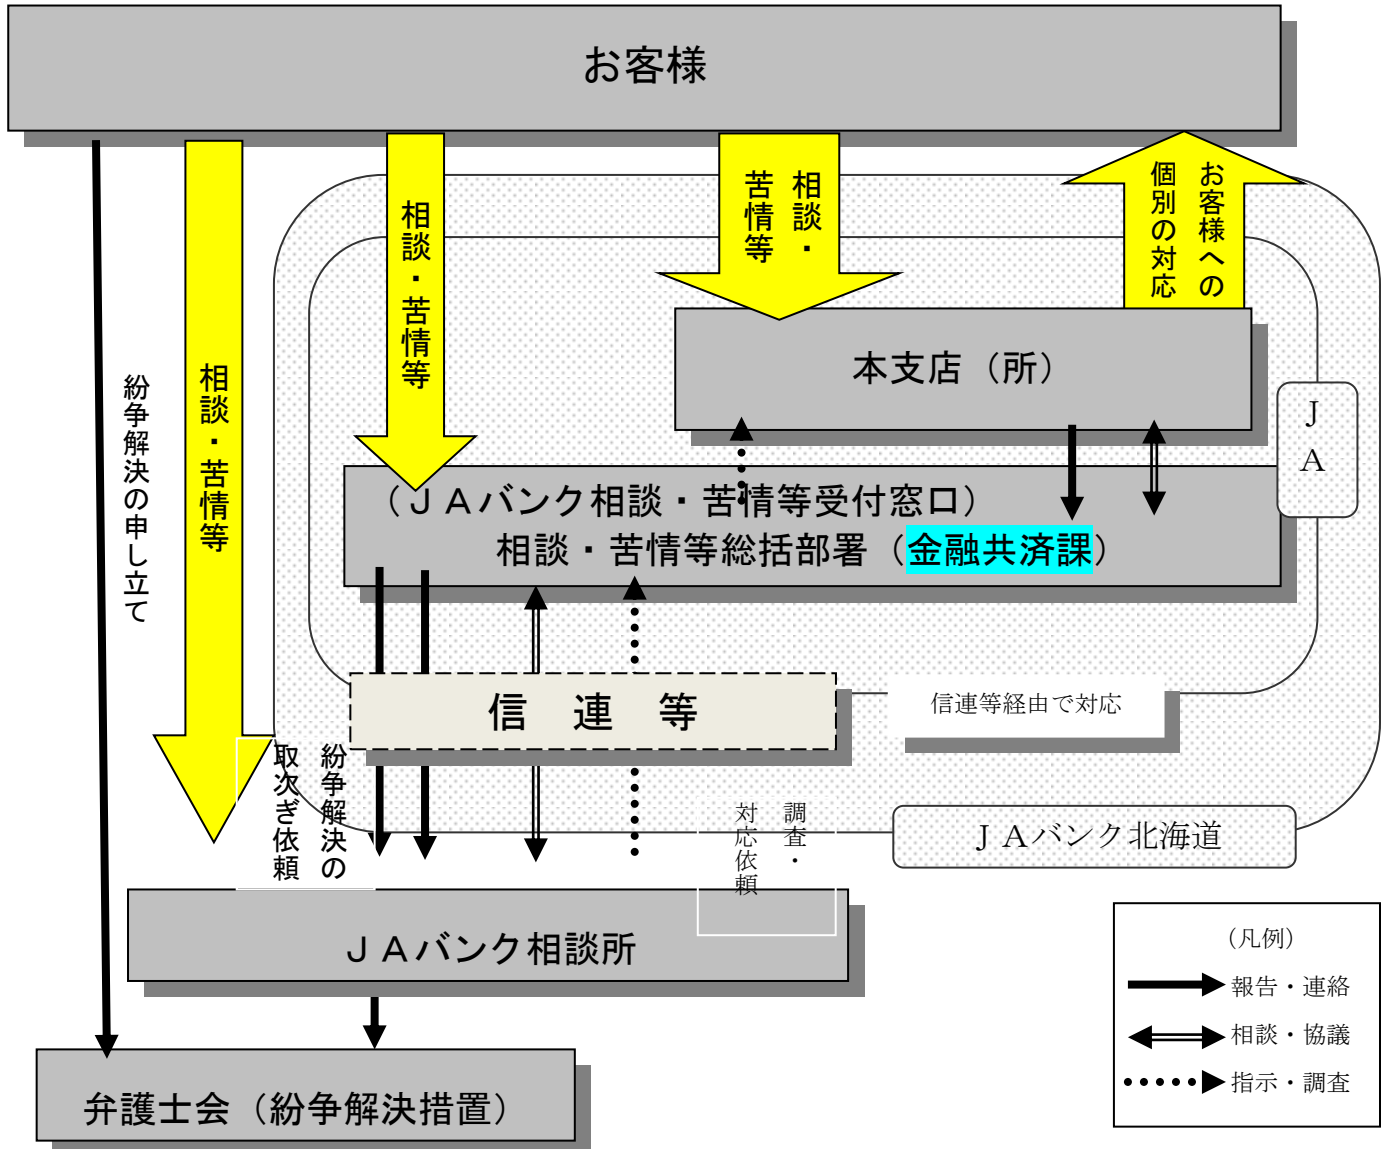 お客様
紛争解決の申し立て
相談・苦情等
相談・苦情等
相談・
苦情等
お客様への
個別の対応
本支店（所）
ＪＡ
（ＪＡバンク相談・苦情等受付窓口）
相談・苦情等総括部署（金融共済課）
信　連　等
信連等経由で対応
紛争解決の
取次ぎ依頼
調査・
対応依頼
ＪＡバンク北海道
ＪＡバンク相談所
弁護士会（紛争解決措置）
（凡例）
報告・連絡
相談・協議
指示・調査